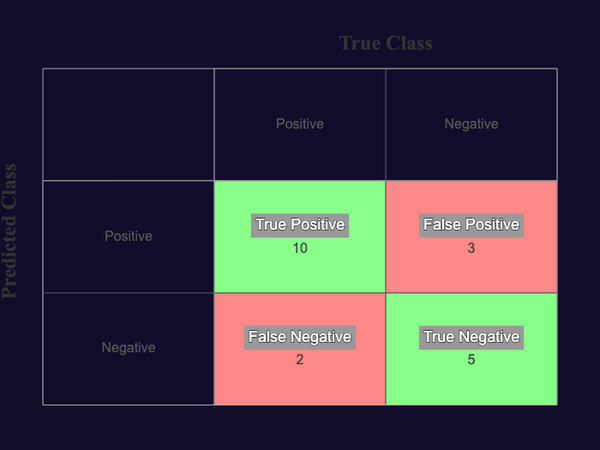 True Class
Positive
Negative
Predicted Class
Positive
True Positive
10
False Positive
3
Negative
False Negative
2
True Negative
5